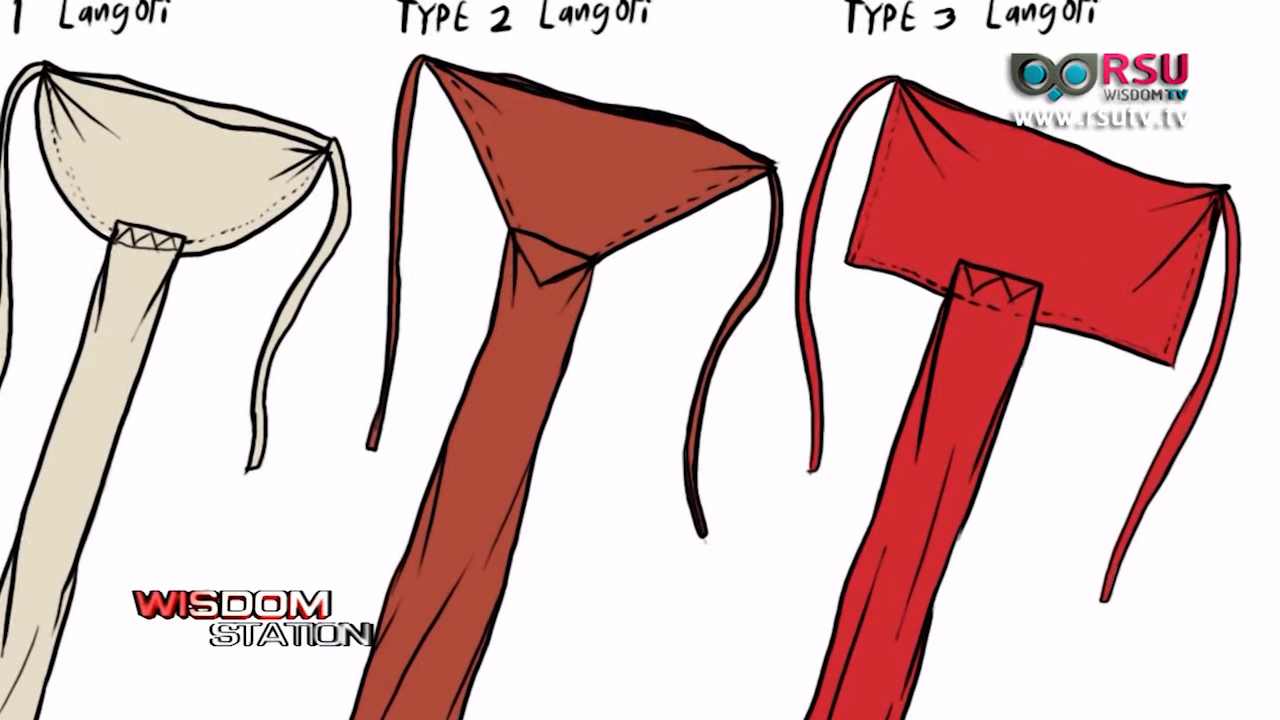 1 Langoti
TYPE 2 Langoti
TYPE 3 Langoti
RSU
WISDOM TV
www.rsutv.tv
WISDOM
STATION